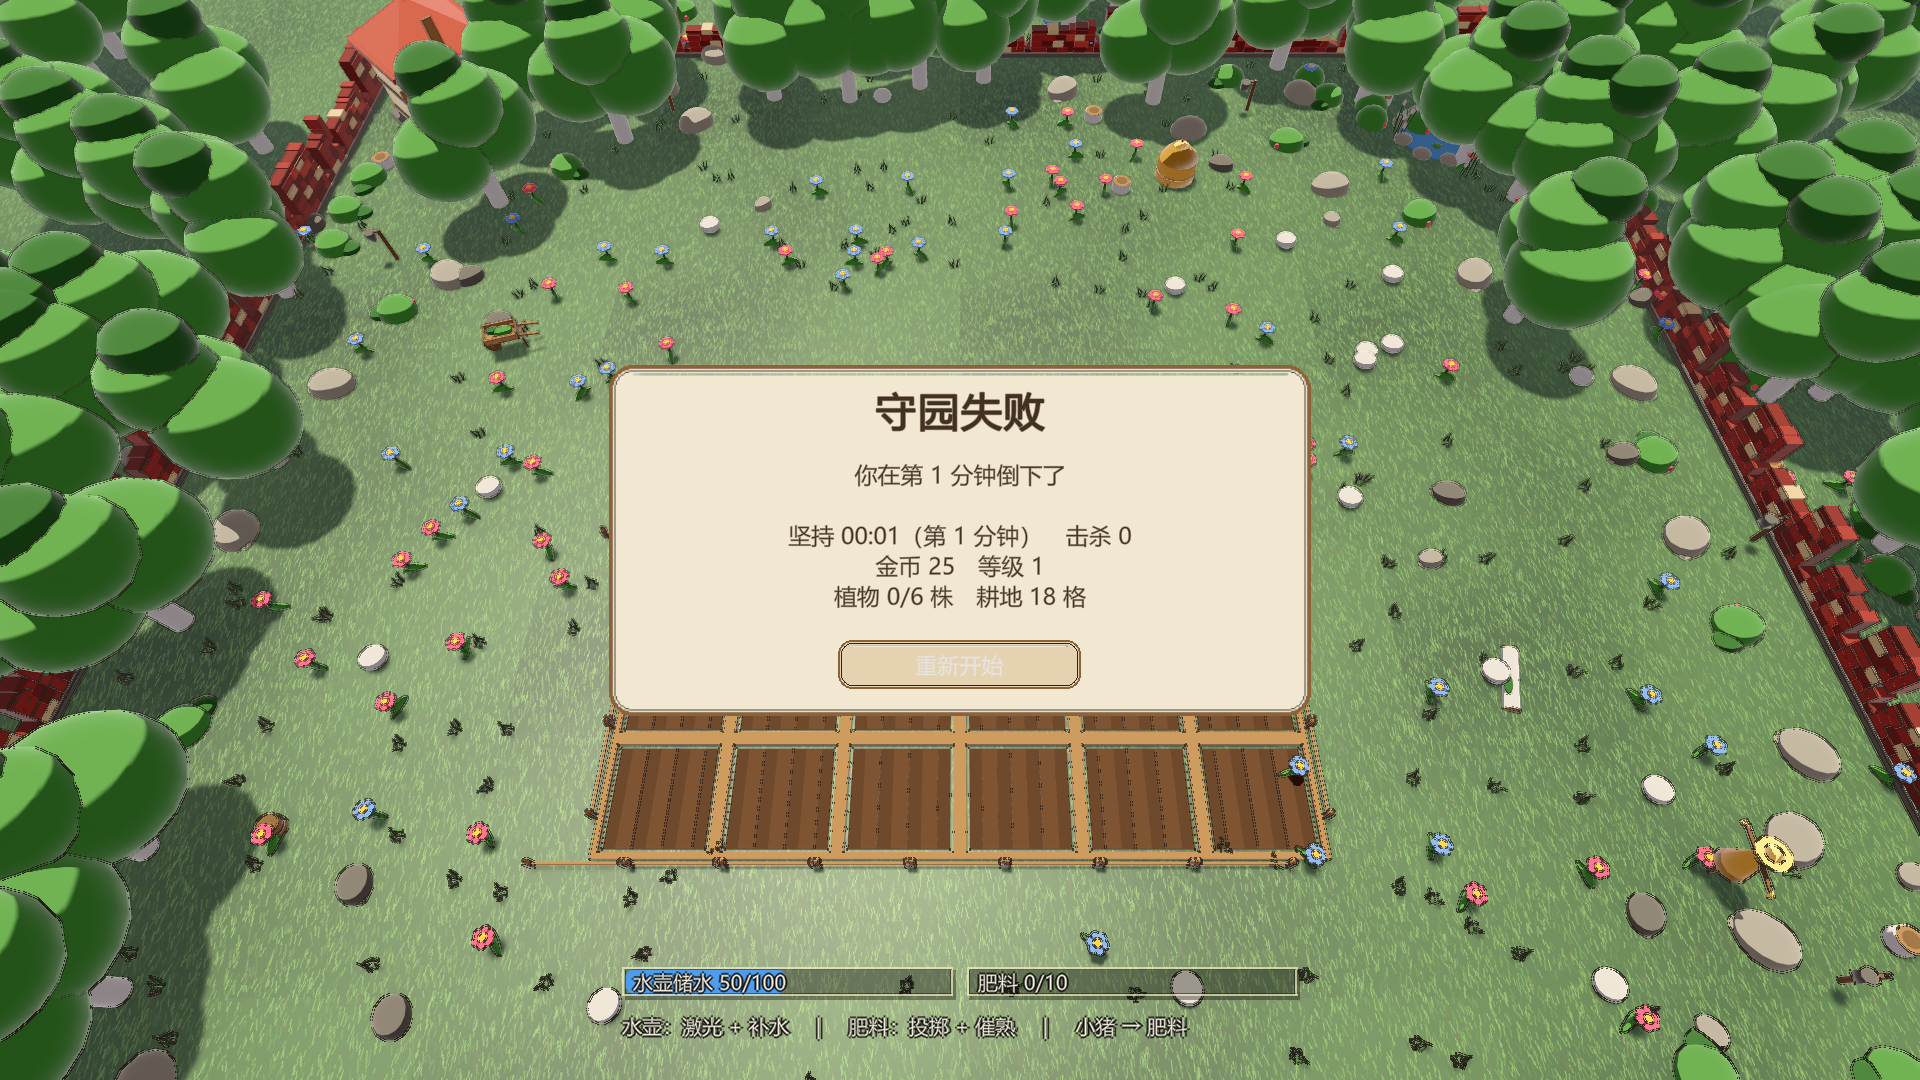 守园失败
你在第 1 分钟倒下了
坚持 00:01（第 1 分钟） 击杀 0
金币 25 等级 1
植物 0/6 株 耕地 18 格
重新开始
水壶储水 50/100 肥料 0/10
水壶：激光 + 补水 | 肥料：投掷 + 催熟 | 小猪 → 肥料